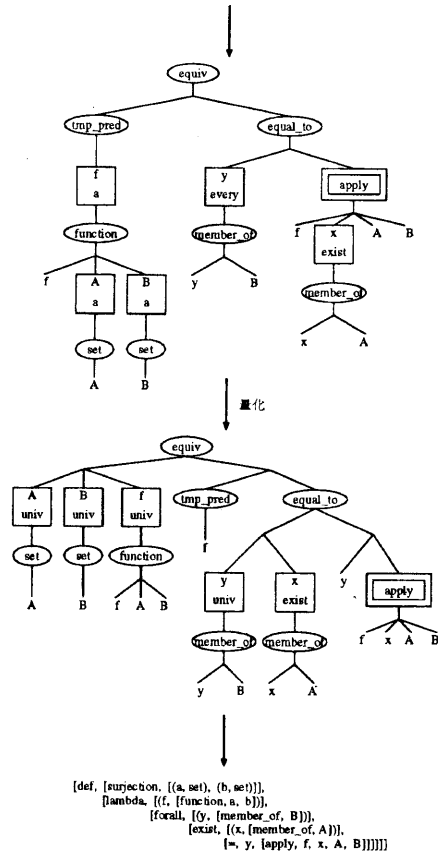 equiv
tmp_pred
equal_to
f
a
y
every
apply
function
member_of
f
x
A
B
exist
f
A
a
B
a
y
B
member_of
set
set
x
A
A
B
量化
equiv
A
univ
B
univ
f
univ
tmp_pred
equal_to
set
set
function
f
y
univ
x
exist
y
apply
A
B
f
A
B
member_of
member_of
f
x
A
B
y
B
x
A
[def, [surjection, [(a, set), (b, set)]],
[lambda, [(f, [function, a, b])],
[forall, [(y, [member_of, B])],
[exist, [(x, [member_of, A])],
[=, y, [apply, f, x, A, B]]]]]]